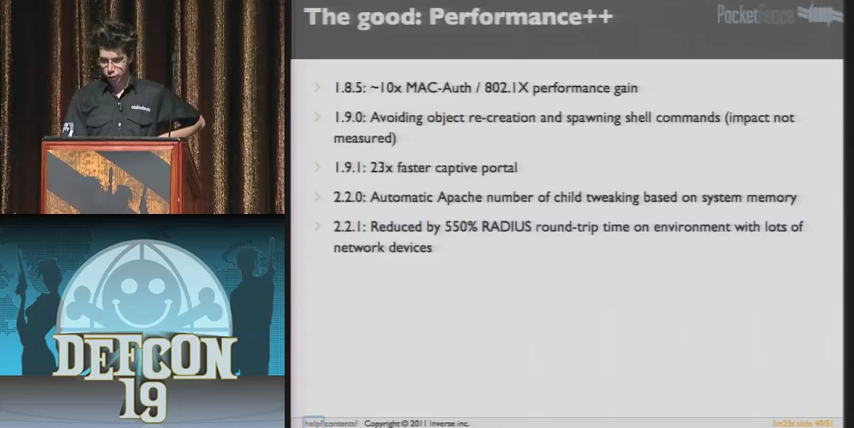 The good: Performance++
PacketFence
1.8.5: ~10x MAC-Auth / 802.1X performance gain
1.9.0: Avoiding object re-creation and spawning shell commands (impact not
measured)
1.9.1: 23x faster captive portal
2.2.0: Automatic Apache number of child tweaking based on system memory
2.2.1: Reduced by 550% RADIUS round-trip time on environment with lots of
network devices
DEFCON
19
help? contents? Copyright © 2011 Inverse inc.
slide 40/51